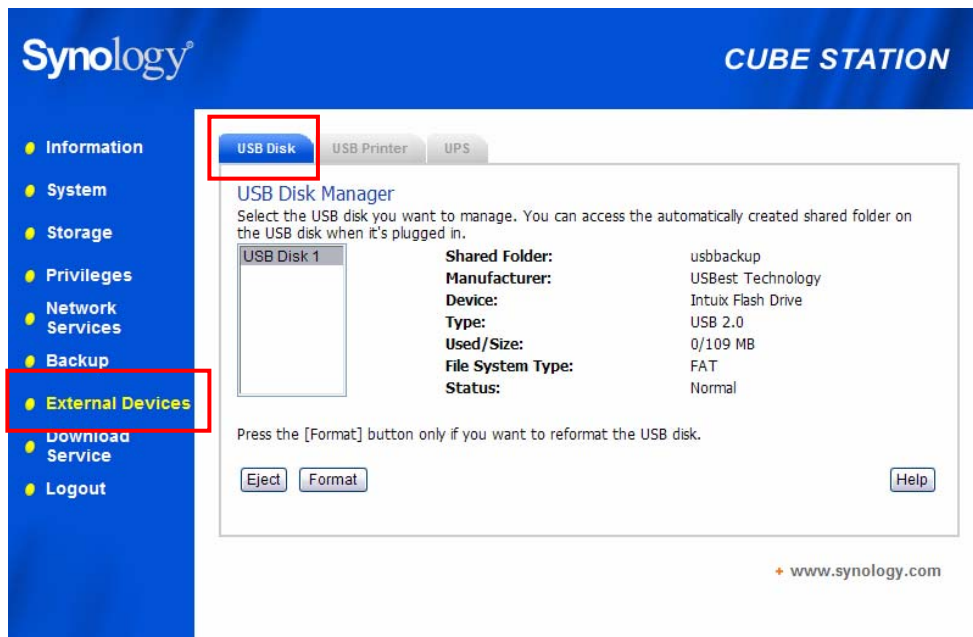 Synology
CUBE STATION
Information
System
Storage
Privileges
Network
Services
Backup
External Devices
Download
Service
Logout
USB Disk
USB Printer
UPS
USB Disk Manager
Select the USB disk you want to manage. You can access the automatically created shared folder on
the USB disk when it's plugged in.
USB Disk 1
Shared Folder: usbbackup
Manufacturer: USBest Technology
Device: Intuix Flash Drive
Type: USB 2.0
Used/Size: 0/109 MB
File System Type: FAT
Status: Normal
Press the [Format] button only if you want to reformat the USB disk.
Eject
Format
Help
www.synology.com